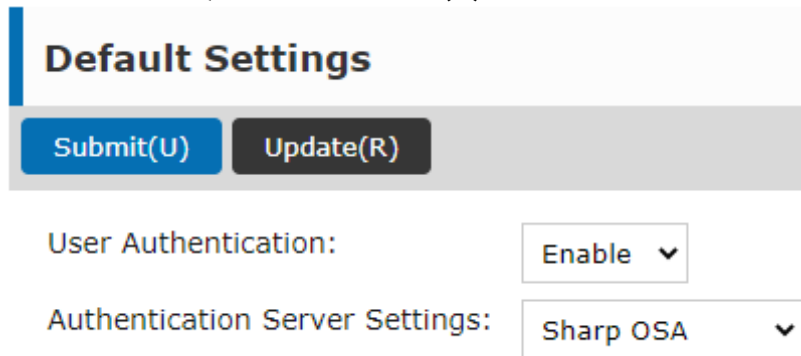 Default Settings
Submit(U) Update(R)
User Authentication: Enable
Authentication Server Settings: Sharp OSA